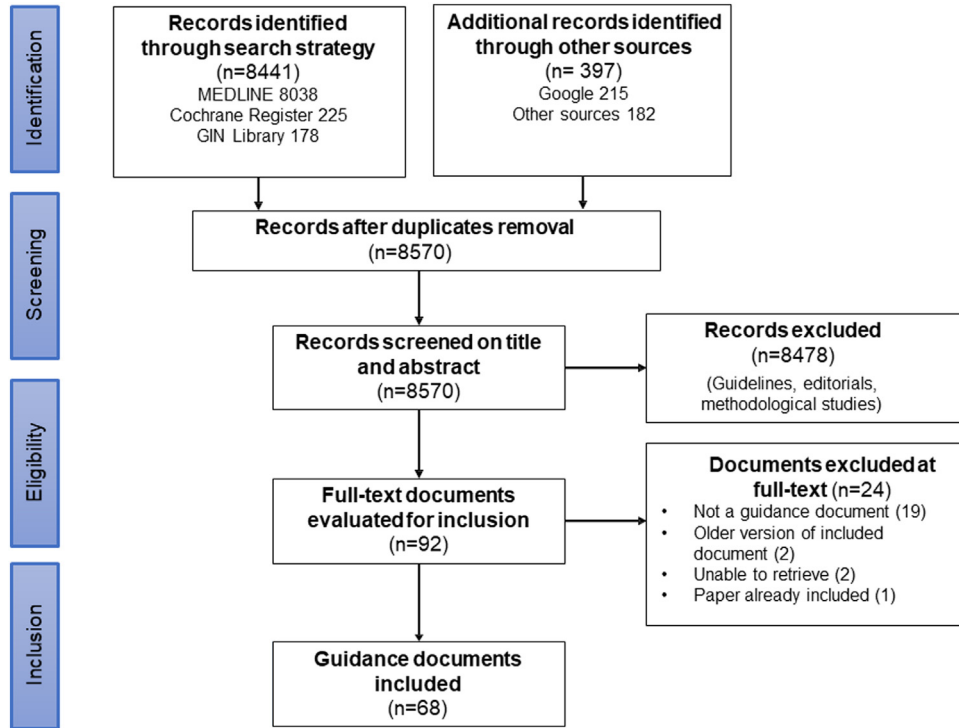 Identification
Records identified
through search strategy
(n=8441)
MEDLINE 8038
Cochrane Register 225
GIN Library 178
Additional records identified
through other sources
(n= 397)
Google 215
Other sources 182
Screening
Records after duplicates removal
(n=8570)
Records screened on title
and abstract
(n=8570)
Records excluded
(n=8478)
(Guidelines, editorials,
methodological studies)
Eligibility
Full-text documents
evaluated for inclusion
(n=92)
Documents excluded at
full-text (n=24)
• Not a guidance document (19)
• Older version of included
document (2)
• Unable to retrieve (2)
• Paper already included (1)
Inclusion
Guidance documents
included
(n=68)